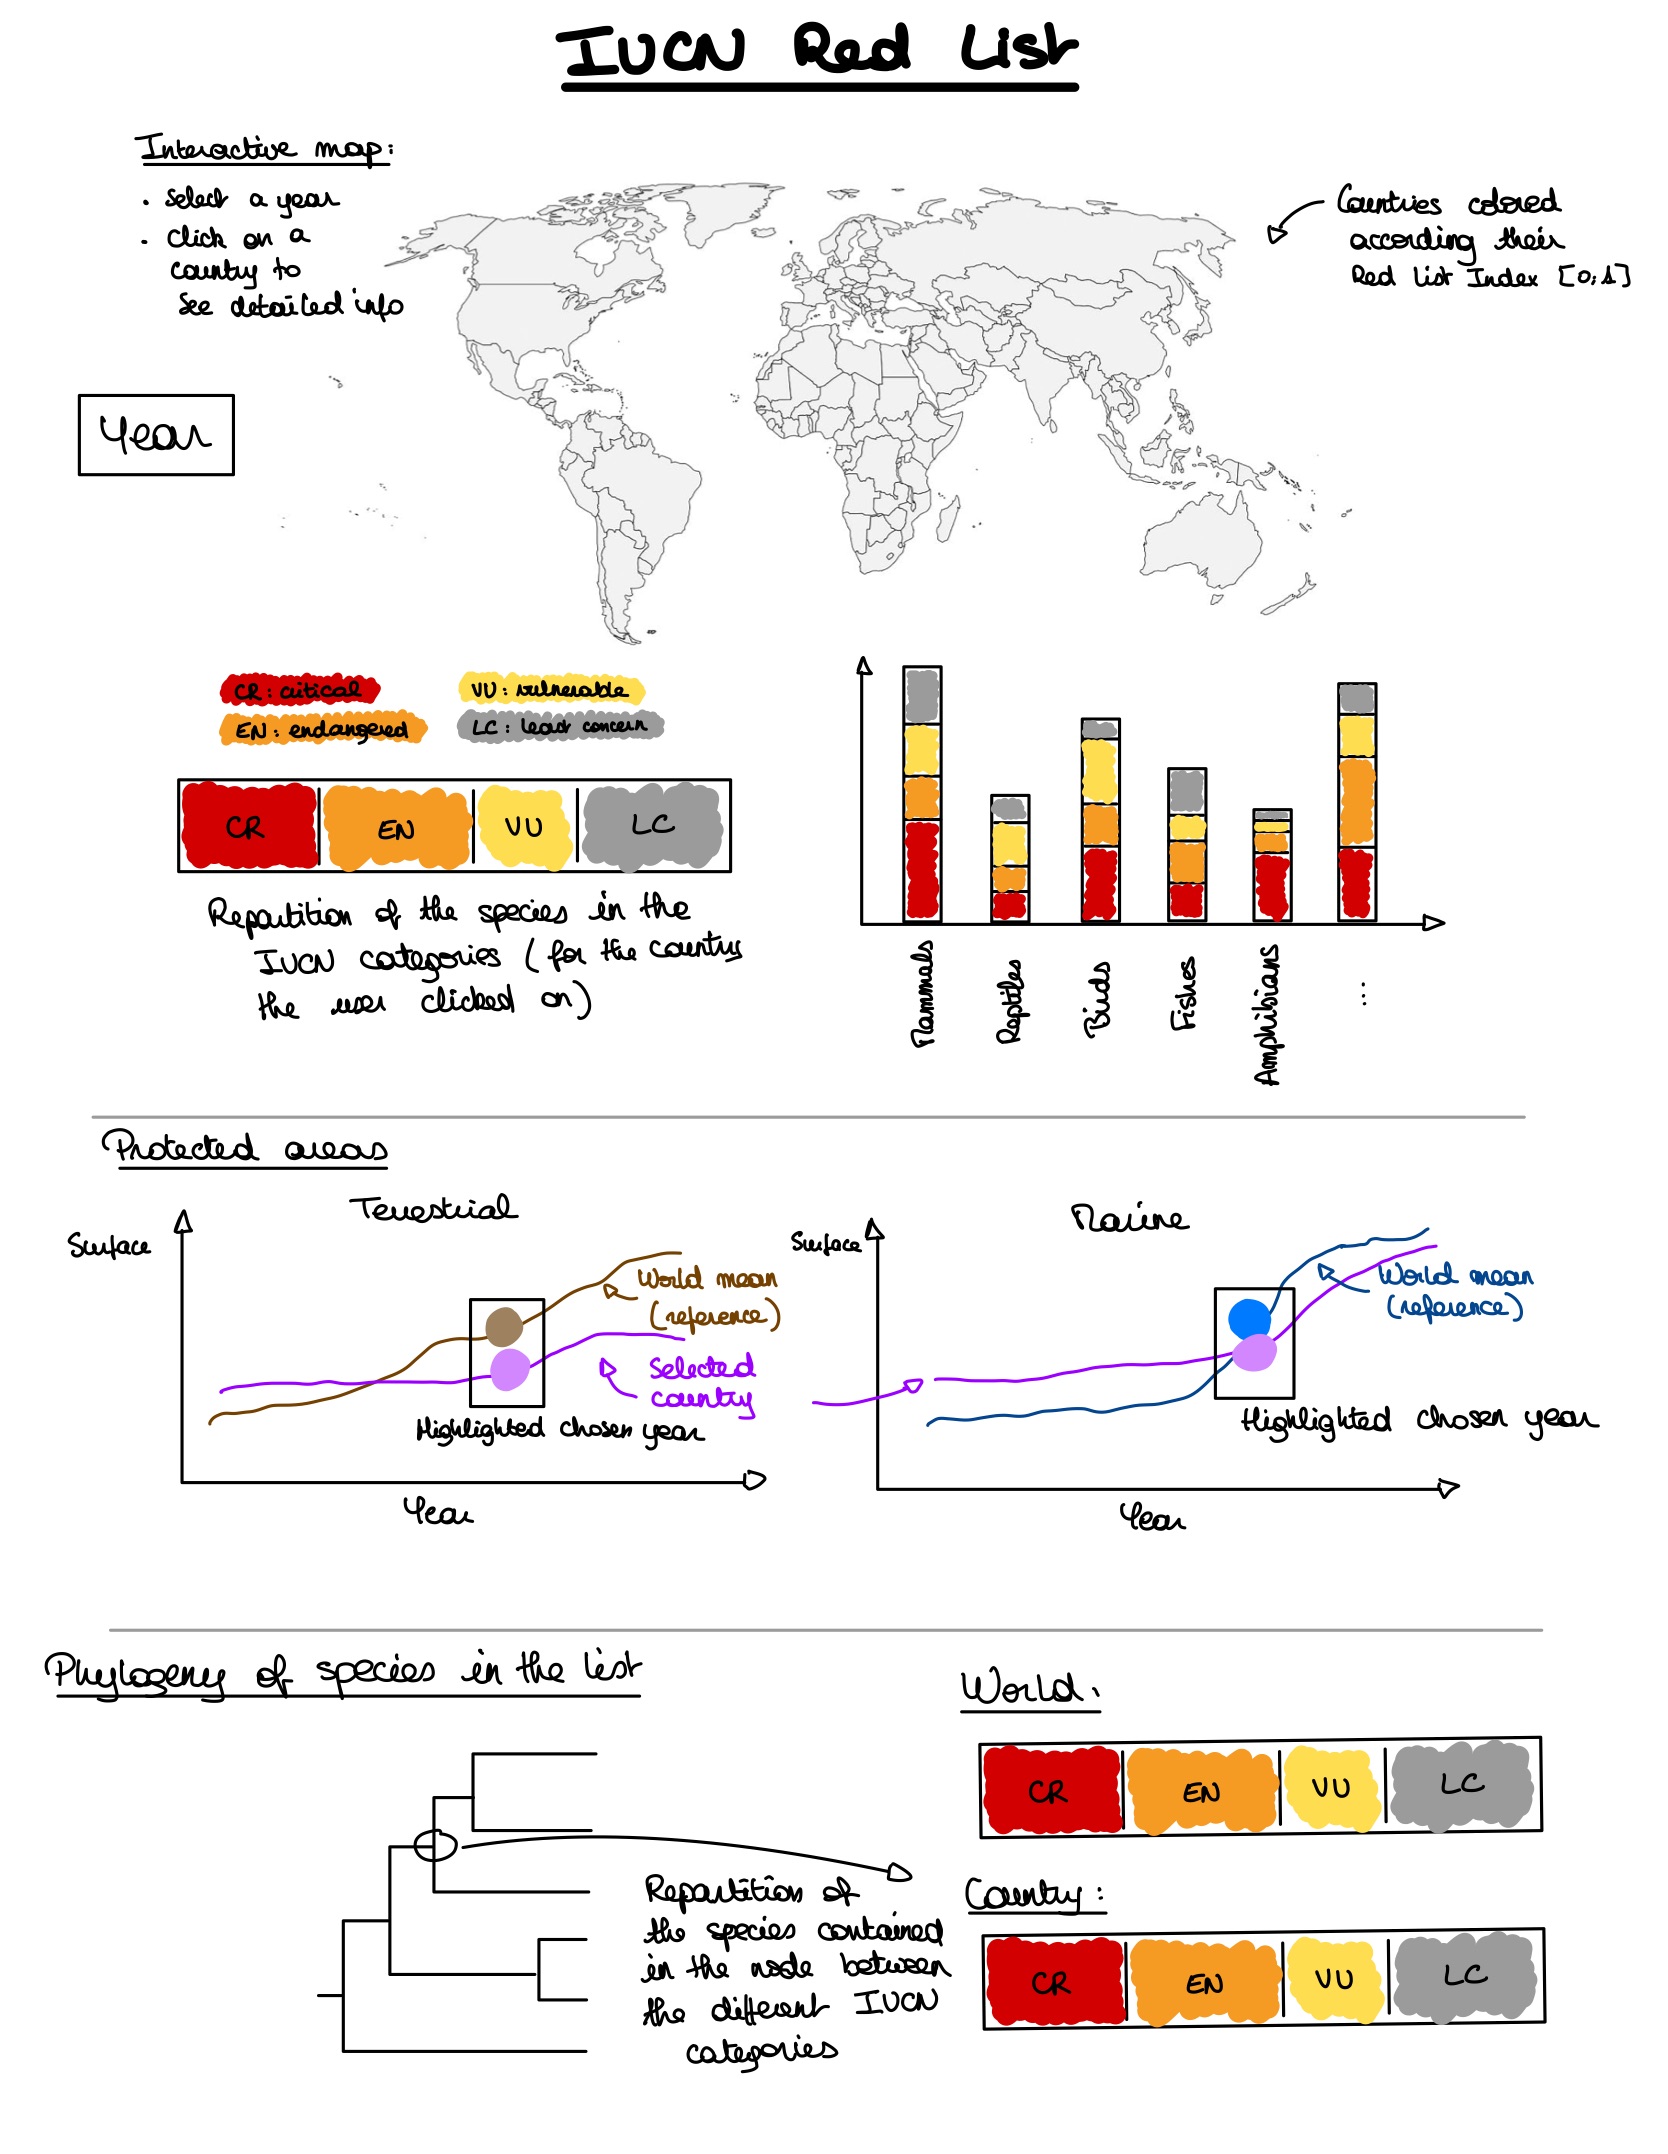 IUCN Red List
Interactive map:
• Select a year
• Click on a
country to
see detailed info
Countries colored
according their
Red List Index [0;1]
Year
CR: critical
VU: vulnerable
EN: endangered
LC: least concern
CR EN VU LC
Repartition of the species in the
IUCN categories (for the country
the user clicked on)
Mammals
Reptiles
Birds
Fishes
Amphibians
...
Protected areas
Terrestrial
Surface
World mean
(reference)
Selected
country
Highlighted chosen year
Year
Marine
Surface
World mean
(reference)
Highlighted chosen year
Year
Phylogeny of species in the list
Repartition of
the species contained
in the node between
the different IUCN
categories
World:
CR EN VU LC
Country:
CR EN VU LC